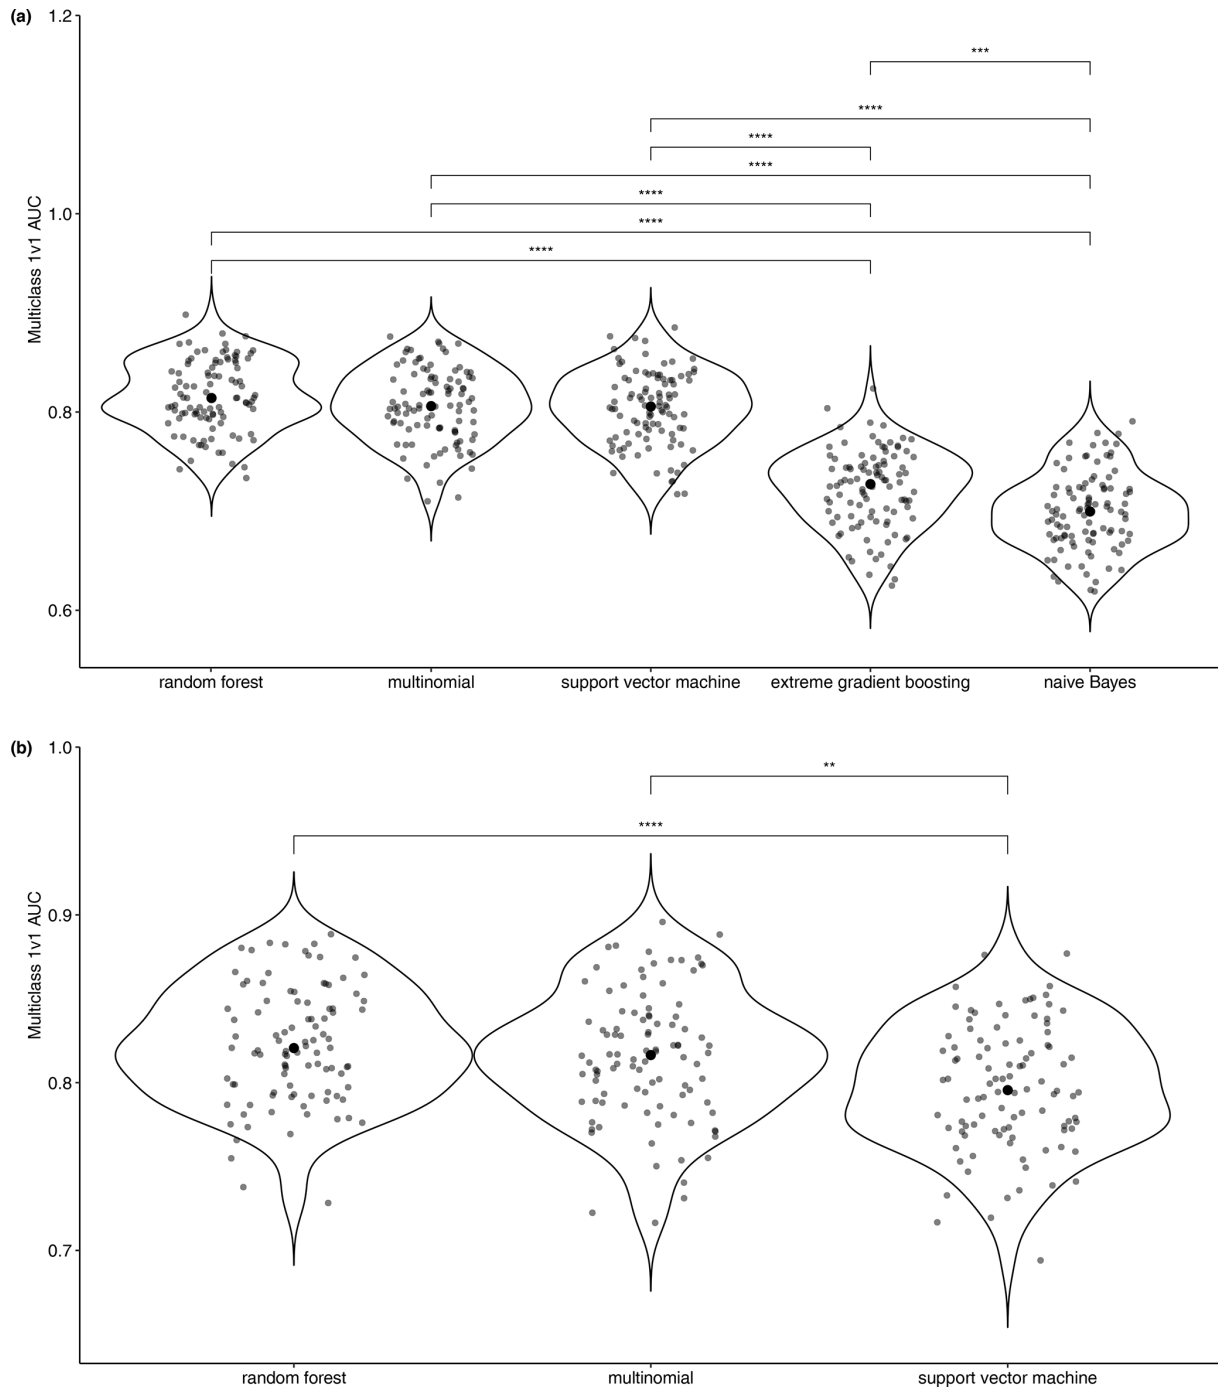 (a)
1.2
***
****
****
****
****
1.0
****
****
Multiclass 1v1 AUC
0.8
0.6
random forest multinomial support vector machine extreme gradient boosting naive Bayes
(b)
1.0
**
****
0.9
Multiclass 1v1 AUC
0.8
0.7
random forest multinomial support vector machine